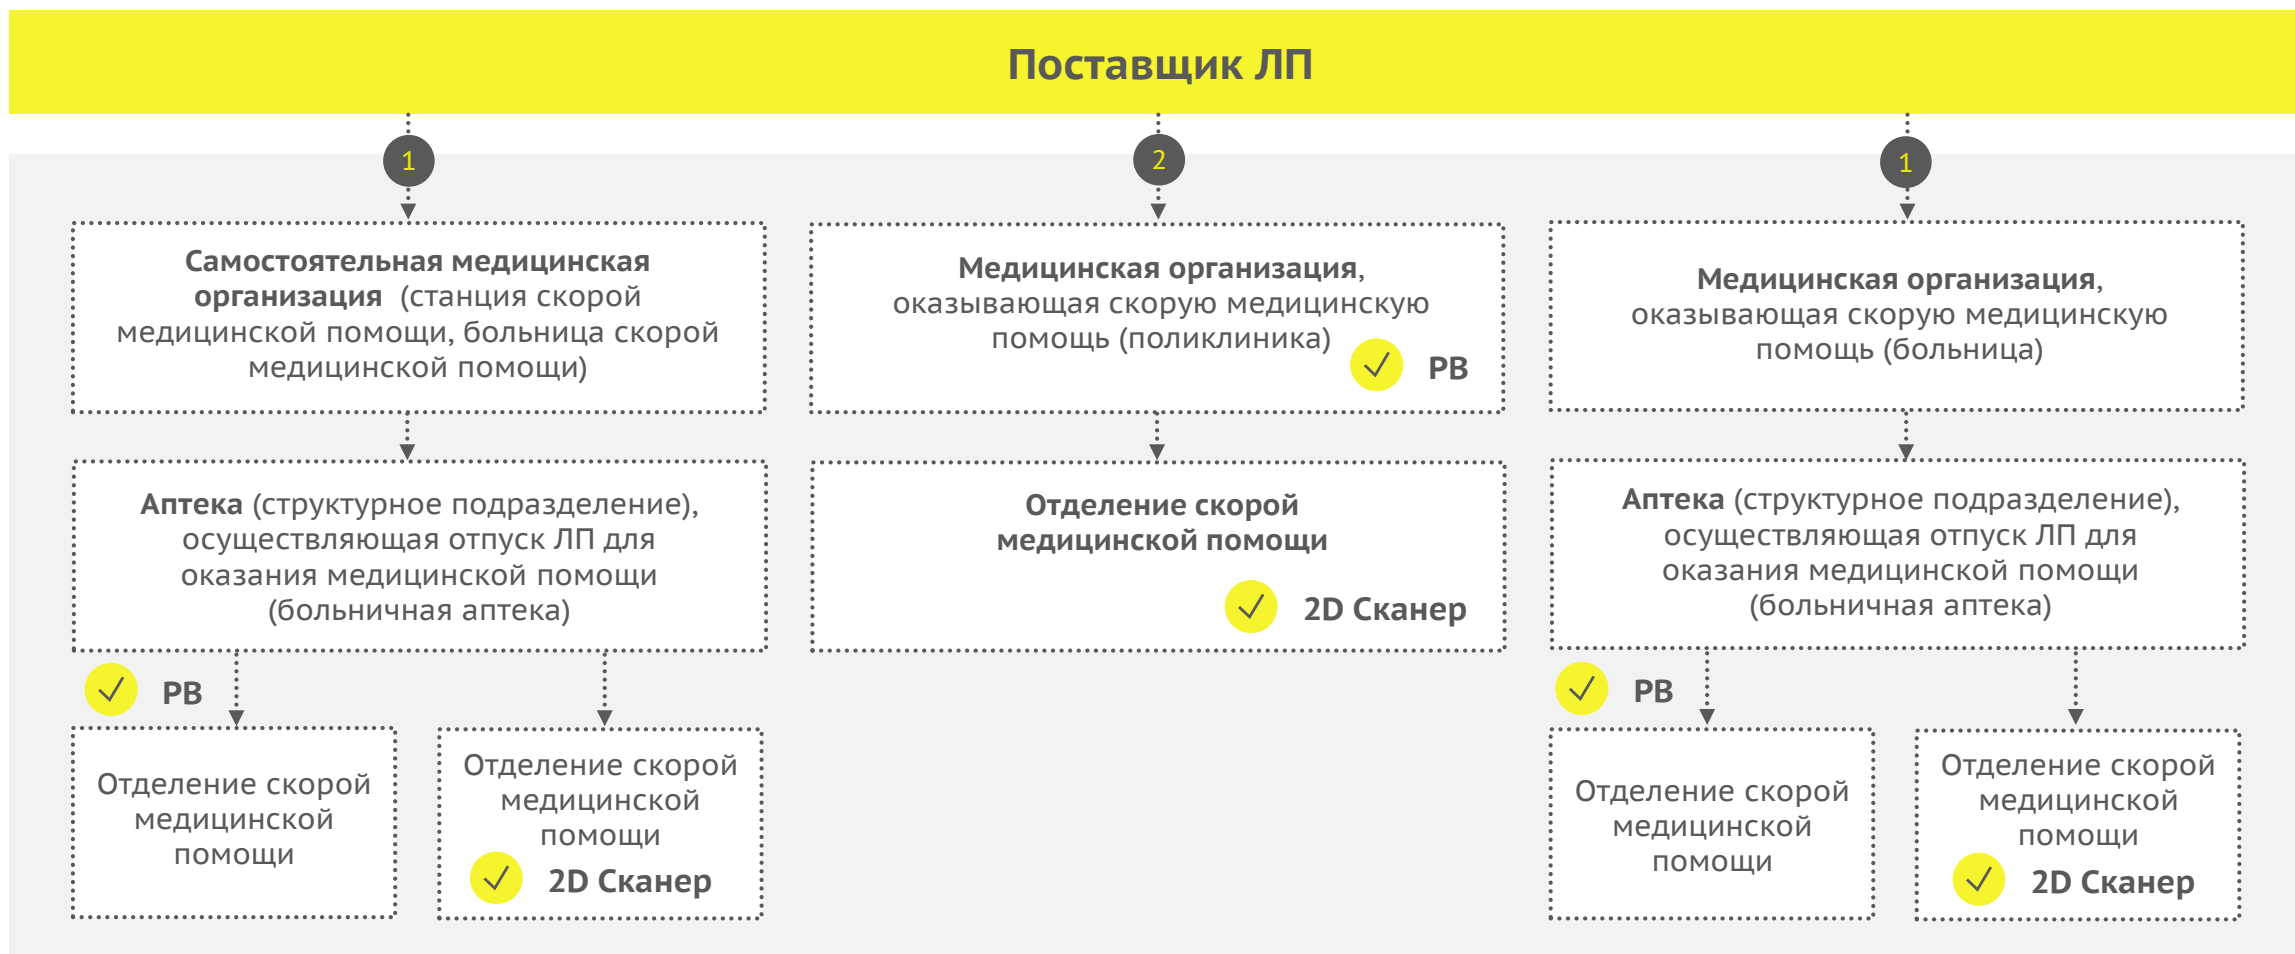 Поставщик ЛП
1
Самостоятельная медицинская
организация (станция скорой
медицинской помощи, больница скорой
медицинской помощи)
Аптека (структурное подразделение),
осуществляющая отпуск ЛП для
оказания медицинской помощи
(больничная аптека)
РВ
Отделение скорой
медицинской
помощи
Отделение скорой
медицинской
помощи
2D Сканер
2
Медицинская организация,
оказывающая скорую медицинскую
помощь (поликлиника)
РВ
Отделение скорой
медицинской помощи
2D Сканер
1
Медицинская организация,
оказывающая скорую медицинскую
помощь (больница)
Аптека (структурное подразделение),
осуществляющая отпуск ЛП для
оказания медицинской помощи
(больничная аптека)
РВ
Отделение скорой
медицинской
помощи
Отделение скорой
медицинской
помощи
2D Сканер